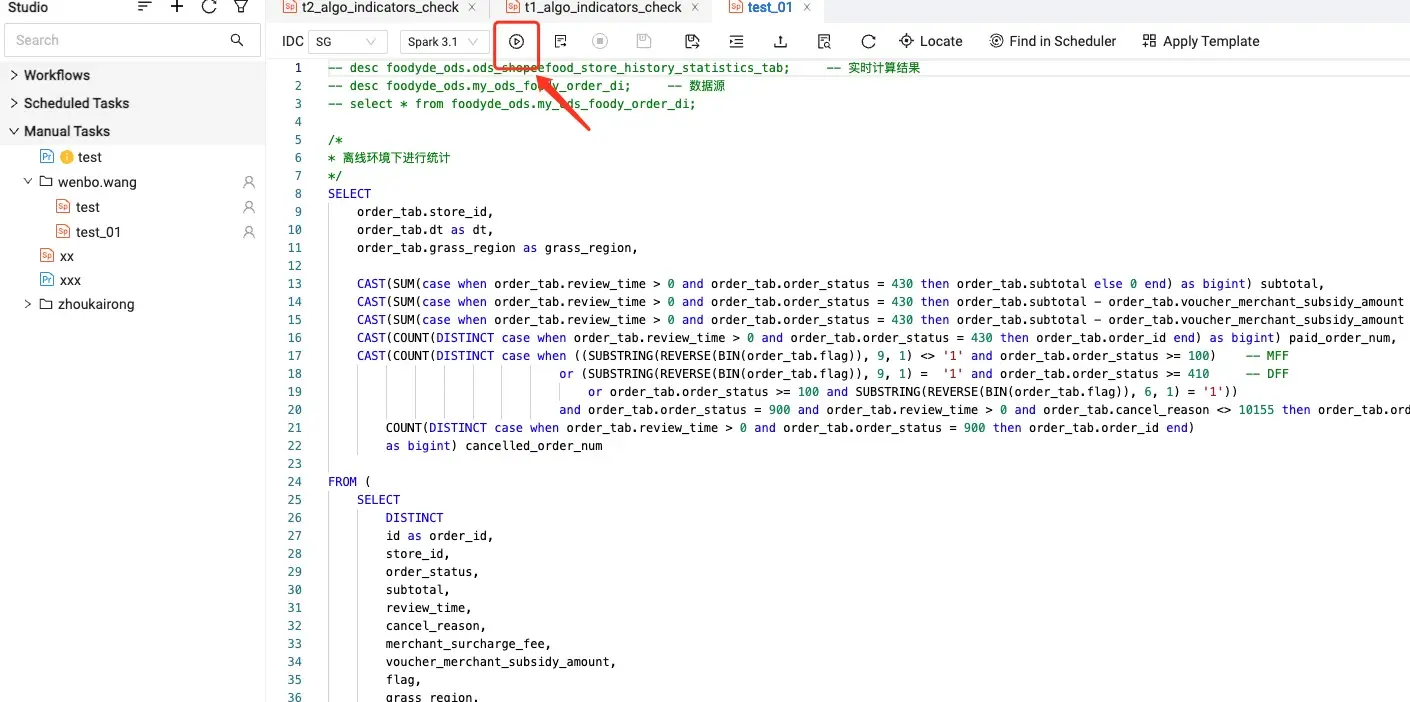 Studio
t2_algo_indicators_check
t1_algo_indicators_check
test_01
Search
IDC SG Spark 3.1 Locate Find in Scheduler Apply Template
Workflows
Scheduled Tasks
Manual Tasks
Pr test
wenbo.wang
Sp test
Sp test_01
Sp xx
Pr xxx
zhoukairong
1 -- desc foodyde_ods.ods_shopeefood_store_history_statistics_tab; -- 实时计算结果
2 -- desc foodyde_ods.my_ods_foody_order_di; -- 数据源
3 -- select * from foodyde_ods.my_ods_foody_order_di;
4
5 /*
6 * 离线环境下进行统计
7 */
8 SELECT
9 order_tab.store_id,
10 order_tab.dt as dt,
11 order_tab.grass_region as grass_region,
12
13 CAST(SUM(case when order_tab.review_time > 0 and order_tab.order_status = 430 then order_tab.subtotal else 0 end) as bigint) subtotal,
14 CAST(SUM(case when order_tab.review_time > 0 and order_tab.order_status = 430 then order_tab.subtotal - order_tab.voucher_merchant_subsidy_amount
15 CAST(SUM(case when order_tab.review_time > 0 and order_tab.order_status = 430 then order_tab.subtotal - order_tab.voucher_merchant_subsidy_amount
16 CAST(COUNT(DISTINCT case when order_tab.review_time > 0 and order_tab.order_status = 430 then order_tab.order_id end) as bigint) paid_order_num,
17 CAST(COUNT(DISTINCT case when ((SUBSTRING(REVERSE(BIN(order_tab.flag)), 9, 1) <> '1' and order_tab.order_status >= 100) -- MFF
18 or (SUBSTRING(REVERSE(BIN(order_tab.flag)), 9, 1) = '1' and order_tab.order_status >= 410 -- DFF
19 or order_tab.order_status >= 100 and SUBSTRING(REVERSE(BIN(order_tab.flag)), 6, 1) = '1'))
20 and order_tab.order_status = 900 and order_tab.review_time > 0 and order_tab.cancel_reason <> 10155 then order_tab.ord
21 COUNT(DISTINCT case when order_tab.review_time > 0 and order_tab.order_status = 900 then order_tab.order_id end)
22 as bigint) cancelled_order_num
23
24 FROM (
25 SELECT
26 DISTINCT
27 id as order_id,
28 store_id,
29 order_status,
30 subtotal,
31 review_time,
32 cancel_reason,
33 merchant_surcharge_fee,
34 voucher_merchant_subsidy_amount,
35 flag,
36 grass_region,